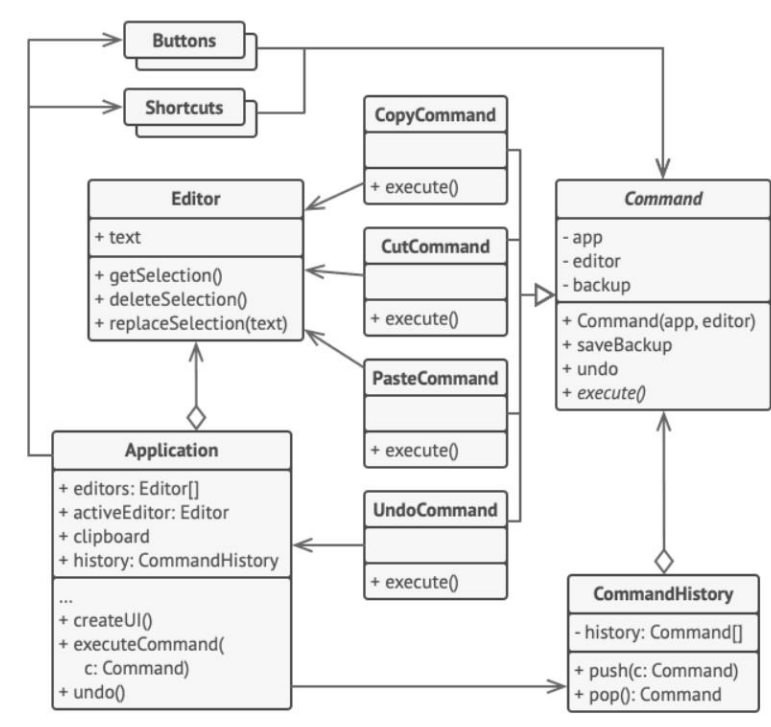 Buttons
Shortcuts
CopyCommand
+ execute()
Editor
+ text
+ getSelection()
+ deleteSelection()
+ replaceSelection(text)
CutCommand
+ execute()
Command
- app
- editor
- backup
+ Command(app, editor)
+ saveBackup
+ undo
+ execute()
PasteCommand
+ execute()
Application
+ editors: Editor[]
+ activeEditor: Editor
+ clipboard
+ history: CommandHistory
...
+ createUI()
+ executeCommand(
c: Command)
+ undo()
UndoCommand
+ execute()
CommandHistory
- history: Command[]
+ push(c: Command)
+ pop(): Command